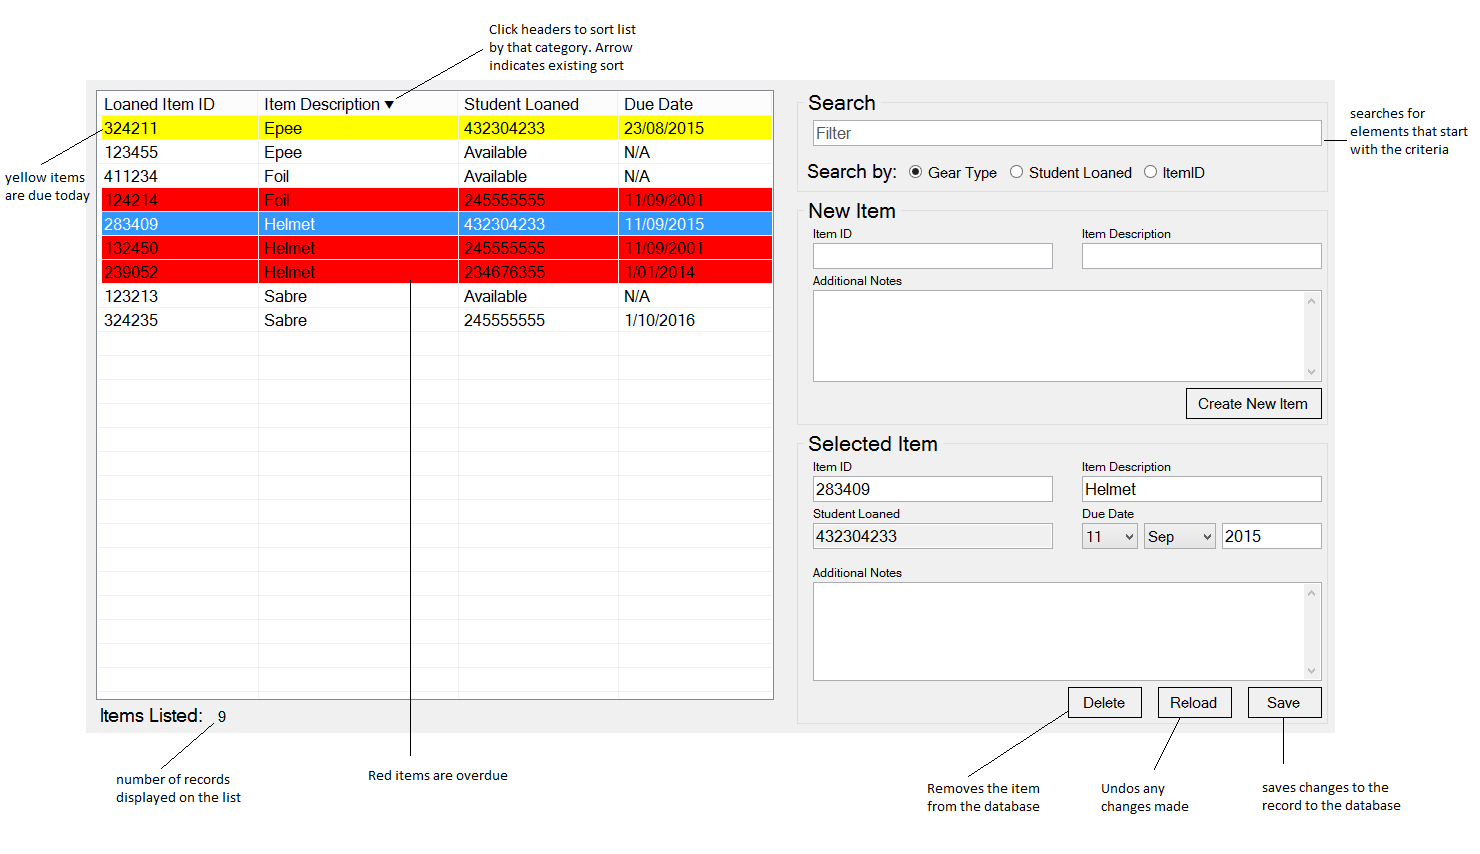 Click headers to sort list
by that category. Arrow
indicates existing sort
Loaned Item ID Item Description ▼ Student Loaned Due Date
324211 Epee 432304233 23/08/2015
123455 Epee Available N/A
411234 Foil Available N/A
124214 Foil 245555555 11/09/2001
283409 Helmet 432304233 11/09/2015
132450 Helmet 245555555 11/09/2001
239052 Helmet 234676355 1/01/2014
123213 Sabre Available N/A
324235 Sabre 245555555 1/10/2016
yellow items
are due today
Items Listed: 9
number of records
displayed on the list
Red items are overdue
Search
Filter
Search by: Gear Type Student Loaned ItemID
searches for
elements that start
with the criteria
New Item
Item ID Item Description
Additional Notes
Create New Item
Selected Item
Item ID Item Description
283409 Helmet
Student Loaned Due Date
432304233 11 Sep 2015
Additional Notes
Delete Reload Save
Removes the item
from the database
Undos any
changes made
saves changes to the
record to the database